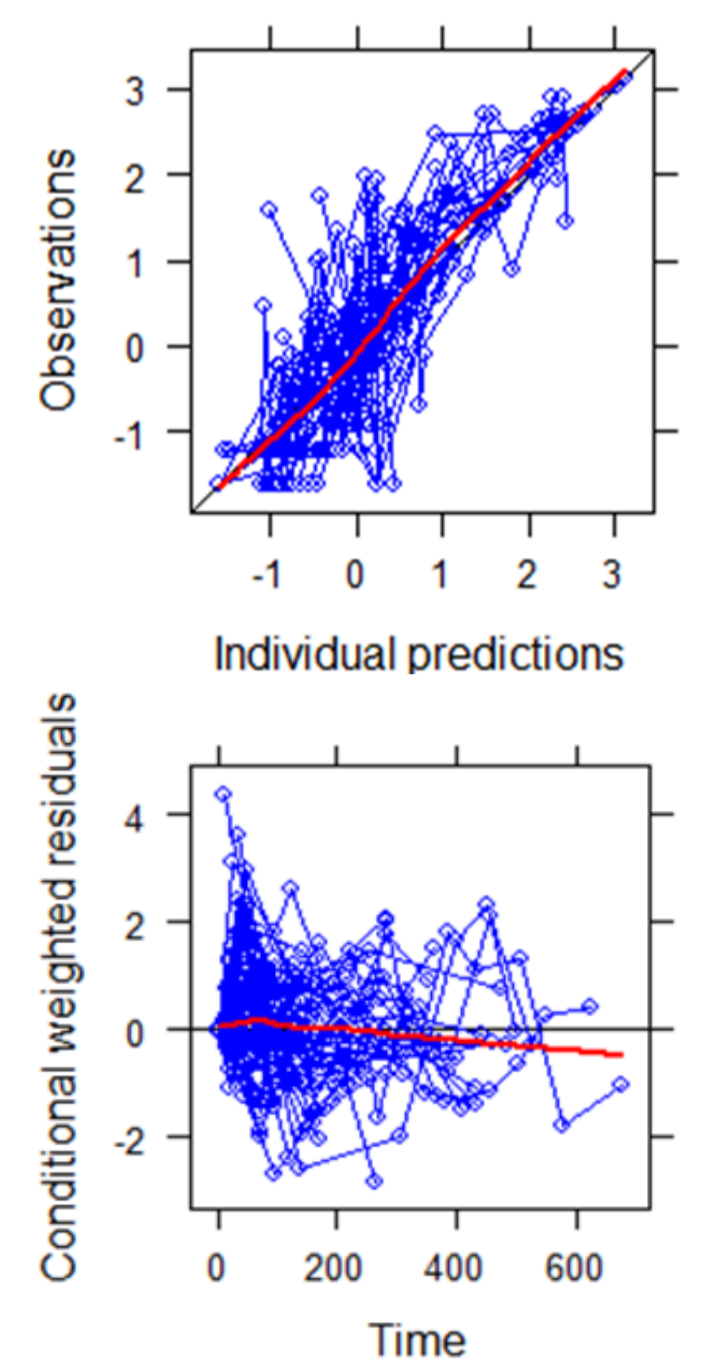 Observations
3
2
1
0
-1
-1 0 1 2 3
Individual predictions
Conditional weighted residuals
4
2
0
-2
0 200 400 600
Time